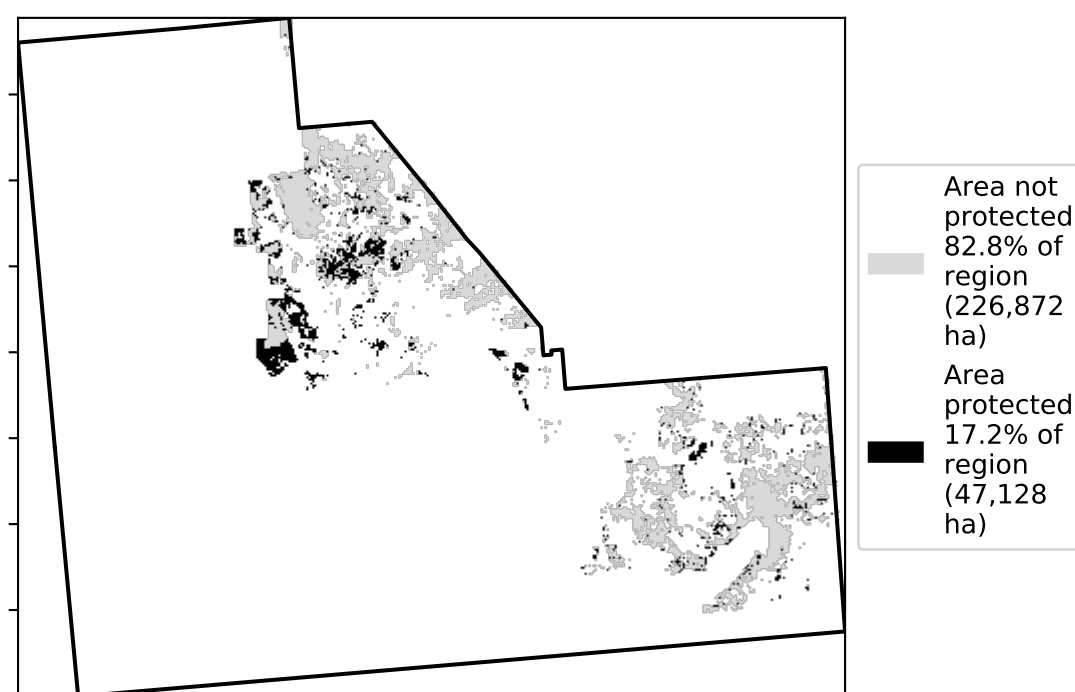 Area not
protected
82.8% of
region
(226,872
ha)
Area
protected
17.2% of
region
(47,128
ha)